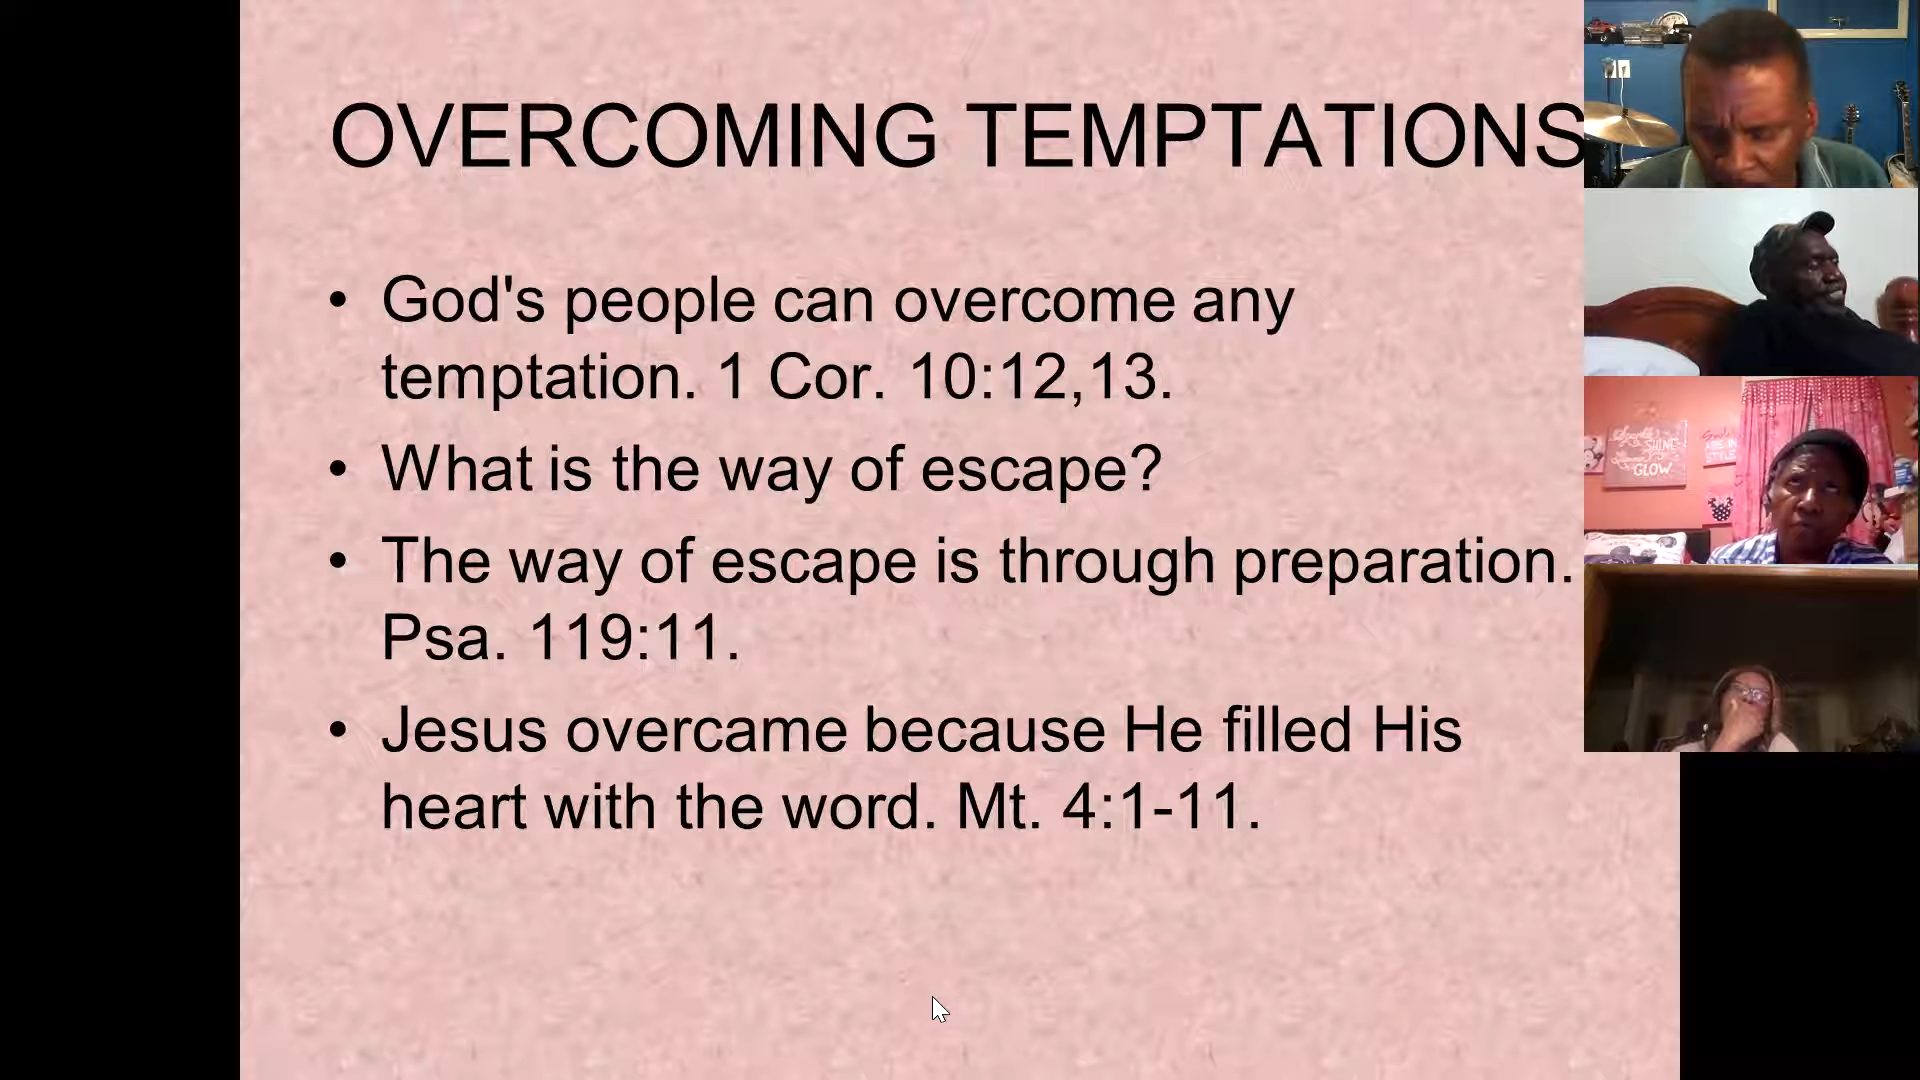 OVERCOMING TEMPTATIONS
• God's people can overcome any
temptation. 1 Cor. 10:12,13.
• What is the way of escape?
• The way of escape is through preparation.
Psa. 119:11.
• Jesus overcame because He filled His
heart with the word. Mt. 4:1-11.
SHINE
GLOW